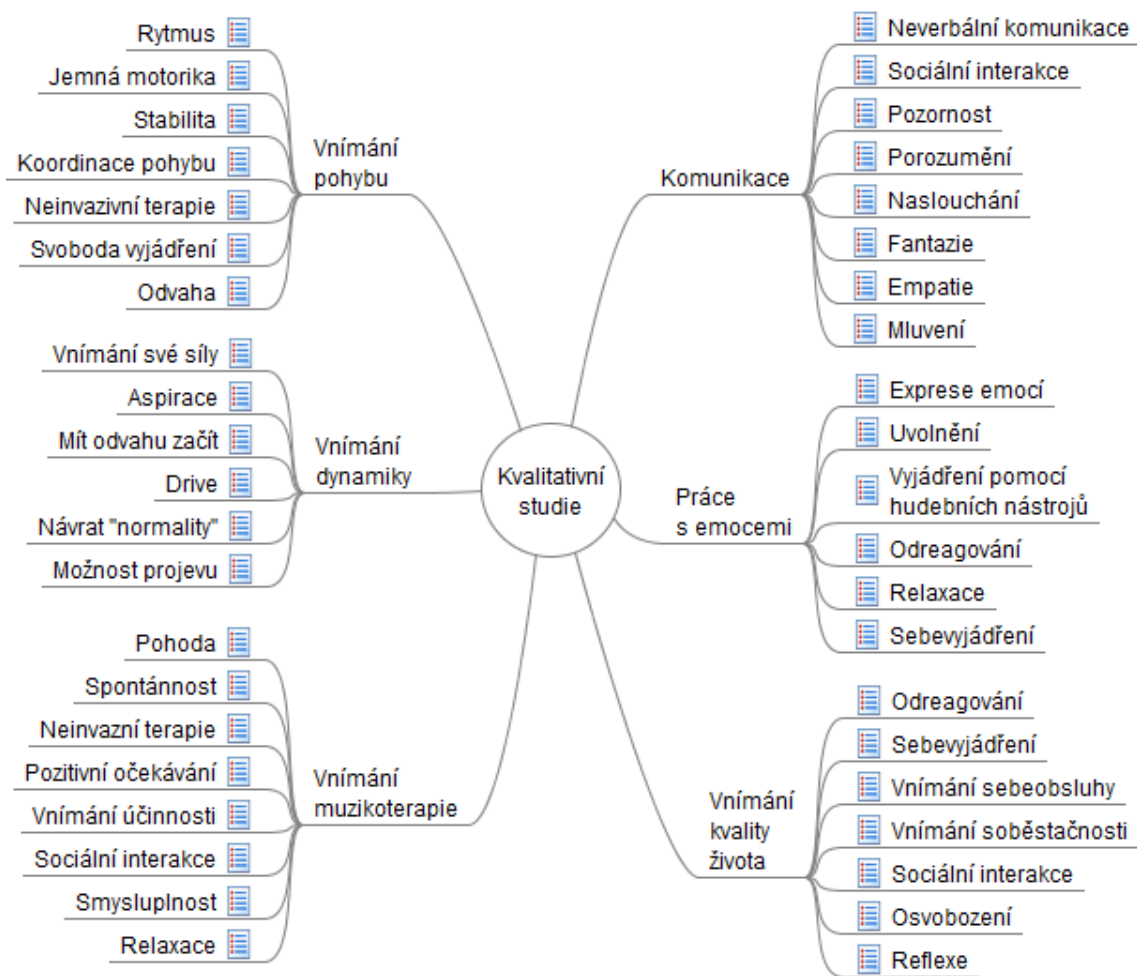 Rytmus
Jemná motorika
Stabilita
Koordinace pohybu
Neinvazivní terapie
Svoboda vyjádření
Odvaha
Vnímání
pohybu
Vnímání své síly
Aspirace
Mít odvahu začít
Drive
Návrat "normality"
Možnost projevu
Vnímání
dynamiky
Pohoda
Spontánnost
Neinvazní terapie
Pozitivní očekávání
Vnímání účinnosti
Sociální interakce
Smysluplnost
Relaxace
Vnímání
muzikoterapie
Kvalitativní
studie
Komunikace
Neverbální komunikace
Sociální interakce
Pozornost
Porozumění
Naslouchání
Fantazie
Empatie
Mluvení
Práce
s emocemi
Exprese emocí
Uvolnění
Vyjádření pomocí
hudebních nástrojů
Odreagování
Relaxace
Sebevyjádření
Vnímání
kvality
života
Odreagování
Sebevyjádření
Vnímání sebeobsluhy
Vnímání soběstačnosti
Sociální interakce
Osvobození
Reflexe